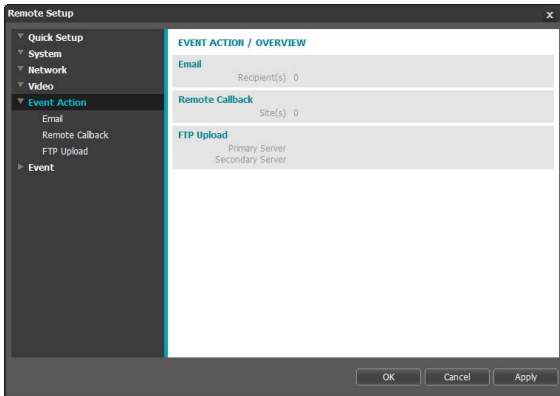 Remote Setup
x
Quick Setup
System
Network
Video
Event Action
Email
Remote Callback
FTP Upload
Event
EVENT ACTION / OVERVIEW
Email
Recipient(s) 0
Remote Callback
Site(s) 0
FTP Upload
Primary Server
Secondary Server
OK Cancel Apply